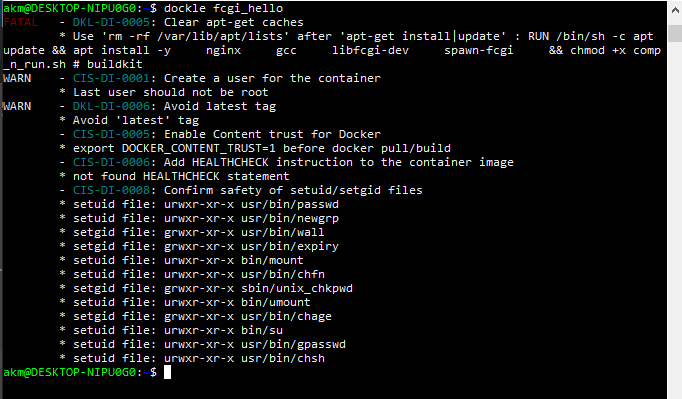 akm@DESKTOP-NIPU0G0:~$ dockle fcgi_hello
FATAL   - DKL-DI-0005: Clear apt-get caches
        * Use 'rm -rf /var/lib/apt/lists' after 'apt-get install|update' : RUN /bin/sh -c apt
update && apt install -y     nginx     gcc     libfcgi-dev     spawn-fcgi     && chmod +x comp
_n_run.sh # buildkit
WARN    - CIS-DI-0001: Create a user for the container
        * Last user should not be root
WARN    - DKL-DI-0006: Avoid latest tag
        * Avoid 'latest' tag
        - CIS-DI-0005: Enable Content trust for Docker
        * export DOCKER_CONTENT_TRUST=1 before docker pull/build
        - CIS-DI-0006: Add HEALTHCHECK instruction to the container image
        * not found HEALTHCHECK statement
        - CIS-DI-0008: Confirm safety of setuid/setgid files
        * setuid file: urwxr-xr-x usr/bin/passwd
        * setuid file: urwxr-xr-x usr/bin/newgrp
        * setgid file: grwxr-xr-x usr/bin/wall
        * setgid file: grwxr-xr-x usr/bin/expiry
        * setuid file: urwxr-xr-x bin/mount
        * setuid file: urwxr-xr-x usr/bin/chfn
        * setgid file: grwxr-xr-x sbin/unix_chkpwd
        * setuid file: urwxr-xr-x bin/umount
        * setgid file: grwxr-xr-x usr/bin/chage
        * setuid file: urwxr-xr-x bin/su
        * setuid file: urwxr-xr-x usr/bin/gpasswd
        * setuid file: urwxr-xr-x usr/bin/chsh
akm@DESKTOP-NIPU0G0:~$